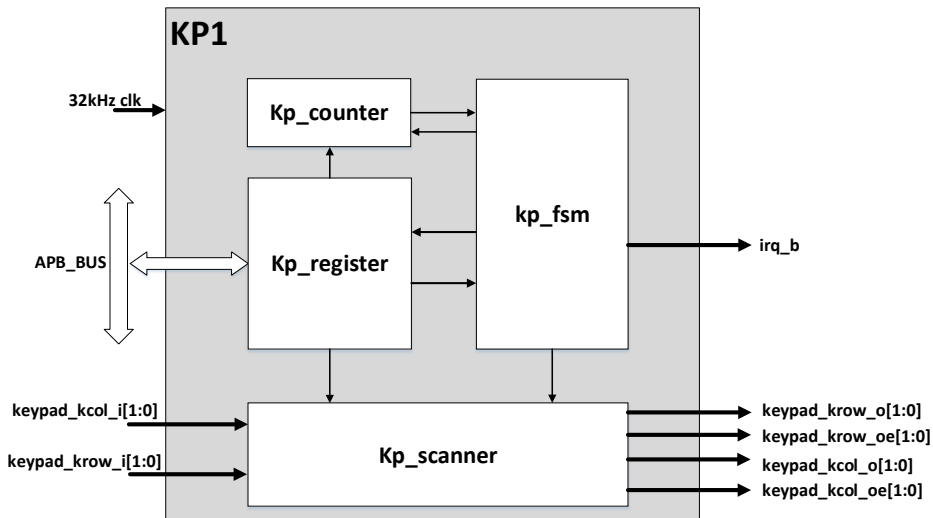 KP1
32kHz clk
Kp_counter
kp_fsm
Kp_register
APB_BUS
irq_b
keypad_kcol_i[1:0]
keypad_krow_i[1:0]
Kp_scanner
keypad_krow_o[1:0]
keypad_krow_oe[1:0]
keypad_kcol_o[1:0]
keypad_kcol_oe[1:0]